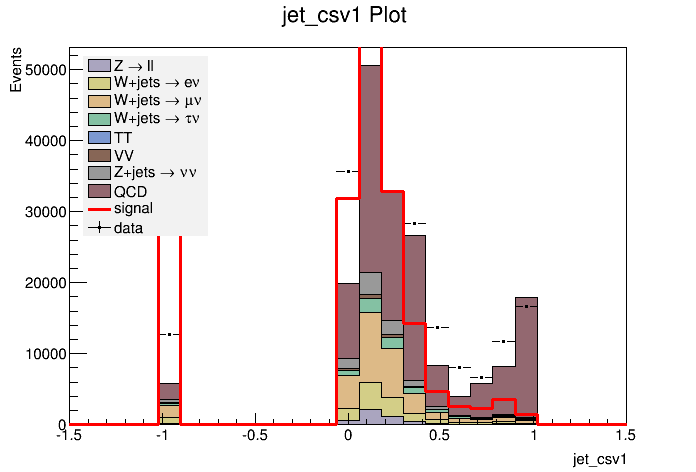 jet_csv1 Plot
Events
50000
40000
30000
20000
10000
0
Z → ll
W+jets → eν
W+jets → μν
W+jets → τν
TT
VV
Z+jets → νν
QCD
signal
data
-1.5 -1 -0.5 0 0.5 1 1.5
jet_csv1